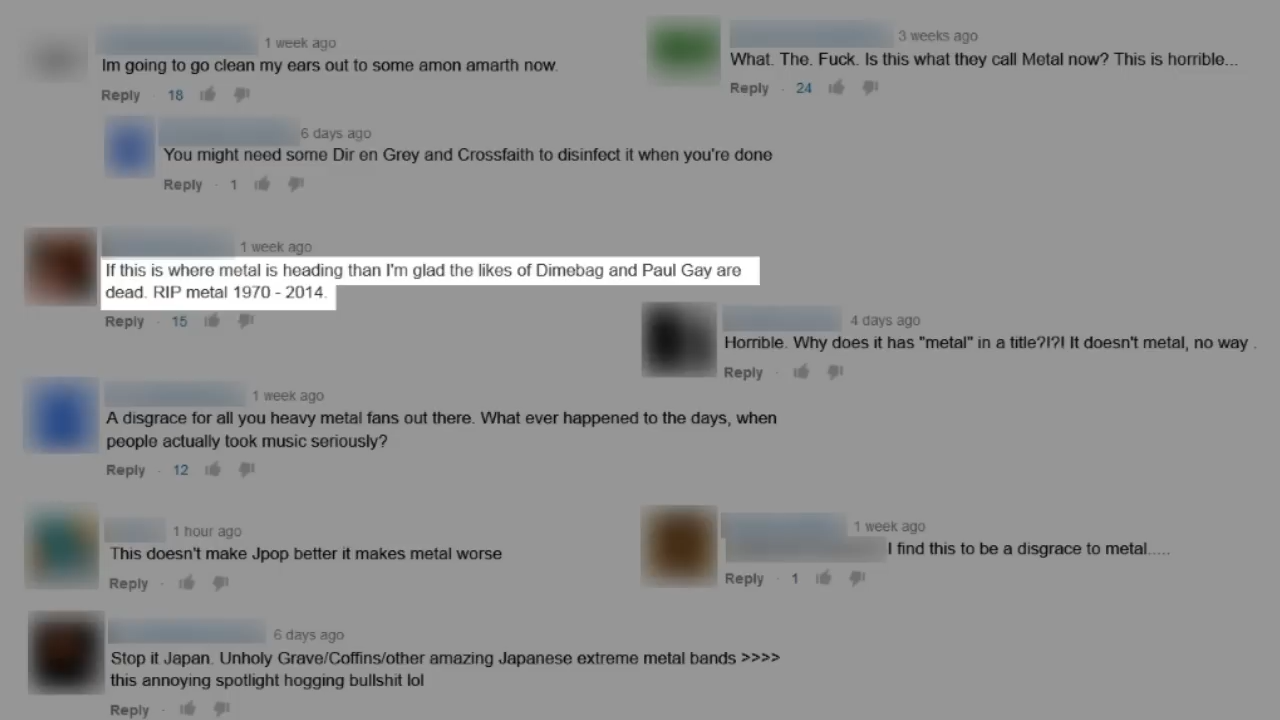 1 week ago
Im going to go clean my ears out to some amon amarth now.
Reply · 18
6 days ago
You might need some Dir en Grey and Crossfaith to disinfect it when you're done
Reply · 1
1 week ago
If this is where metal is heading than I'm glad the likes of Dimebag and Paul Gay are
dead. RIP metal 1970 - 2014.
Reply · 15
1 week ago
A disgrace for all you heavy metal fans out there. What ever happened to the days, when
people actually took music seriously?
Reply · 12
1 hour ago
This doesn't make Jpop better it makes metal worse
Reply ·
6 days ago
Stop it Japan. Unholy Grave/Coffins/other amazing Japanese extreme metal bands >>>>
this annoying spotlight hogging bullshit lol
Reply ·
3 weeks ago
What. The. Fuck. Is this what they call Metal now? This is horrible...
Reply · 24
4 days ago
Horrible. Why does it has "metal" in a title?!?! It doesn't metal, no way .
Reply ·
1 week ago
I find this to be a disgrace to metal.....
Reply · 1